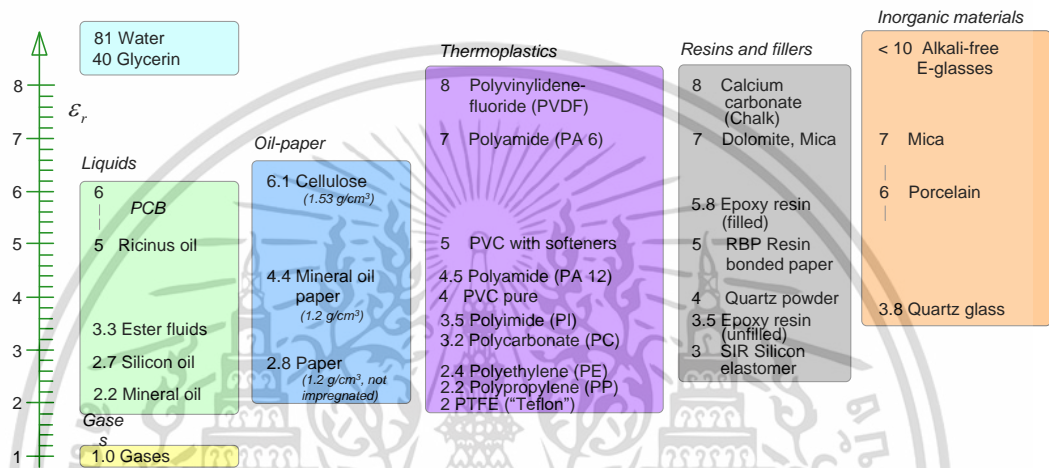 81 Water
40 Glycerin
8
7
6
5
4
3
2
1
εr
Liquids
6
PCB
5 Ricinus oil
3.3 Ester fluids
2.7 Silicon oil
2.2 Mineral oil
Gase
s
1.0 Gases
Oil-paper
6.1 Cellulose
(1.53 g/cm³)
4.4 Mineral oil
paper
(1.2 g/cm³)
2.8 Paper
(1.2 g/cm³, not
impregnated)
Thermoplastics
8 Polyvinylidene-
fluoride (PVDF)
7 Polyamide (PA 6)
5 PVC with softeners
4.5 Polyamide (PA 12)
4 PVC pure
3.5 Polyimide (PI)
3.2 Polycarbonate (PC)
2.4 Polyethylene (PE)
2.2 Polypropylene (PP)
2 PTFE (“Teflon”)
Resins and fillers
8 Calcium
carbonate
(Chalk)
7 Dolomite, Mica
5.8 Epoxy resin
(filled)
5 RBP Resin
bonded paper
4 Quartz powder
3.5 Epoxy resin
(unfilled)
3 SIR Silicon
elastomer
Inorganic materials
< 10 Alkali-free
E-glasses
7 Mica
6 Porcelain
3.8 Quartz glass